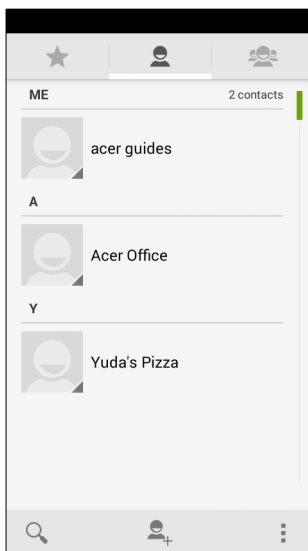 ME 2 contacts
acer guides
A
Acer Office
Y
Yuda's Pizza